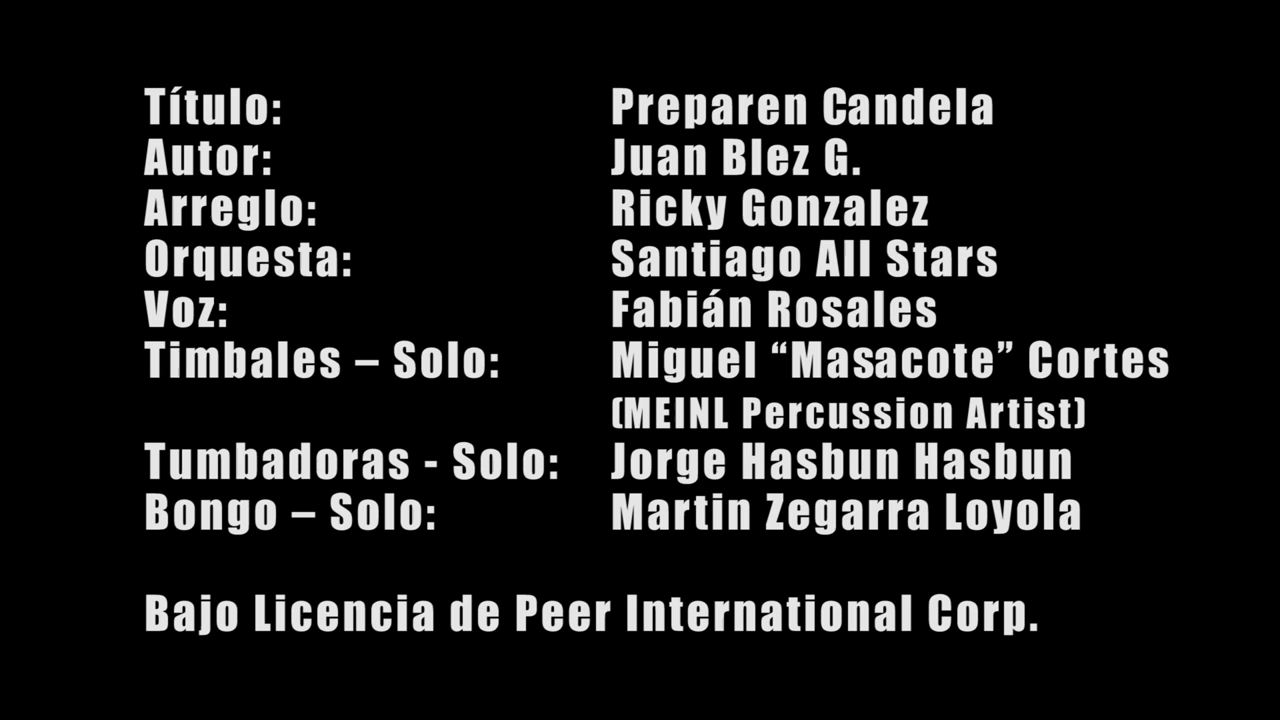 Título: Preparen Candela
Autor: Juan Blez G.
Arreglo: Ricky Gonzalez
Orquesta: Santiago All Stars
Voz: Fabián Rosales
Timbales – Solo: Miguel “Masacote” Cortes
(MEINL Percussion Artist)
Tumbadoras - Solo: Jorge Hasbun Hasbun
Bongo – Solo: Martin Zegarra Loyola
Bajo Licencia de Peer International Corp.